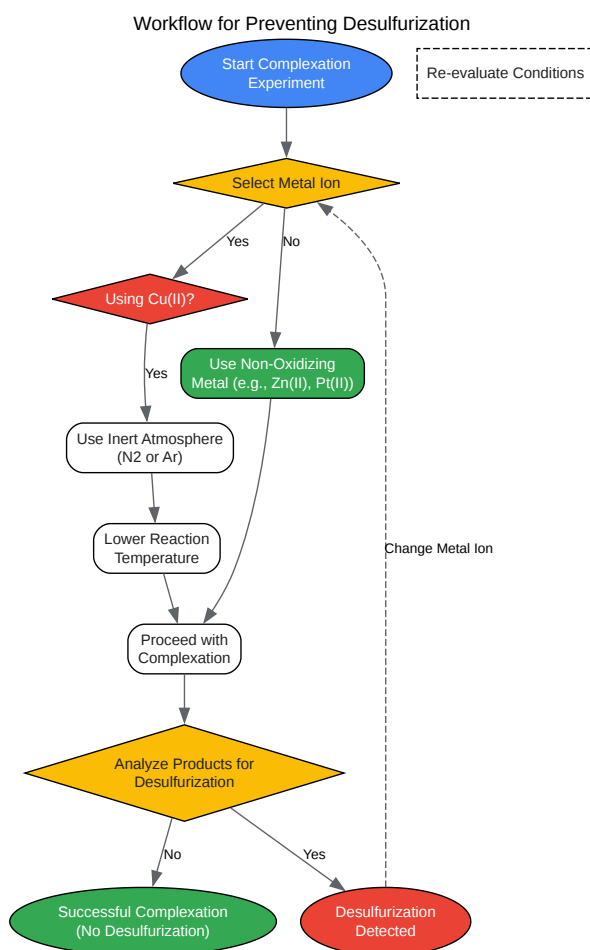 Workflow for Preventing Desulfurization
Start Complexation
Experiment
Re-evaluate Conditions
Select Metal Ion
Yes
No
Using Cu(II)?
Yes
Use Non-Oxidizing
Metal (e.g., Zn(II), Pt(II))
Use Inert Atmosphere
(N2 or Ar)
Lower Reaction
Temperature
Change Metal Ion
Proceed with
Complexation
Analyze Products for
Desulfurization
No
Yes
Successful Complexation
(No Desulfurization)
Desulfurization
Detected